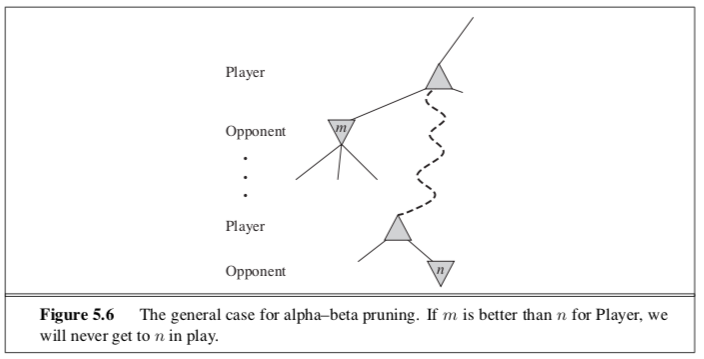 Player
Opponent
m
Player
Opponent
n
Figure 5.6 The general case for alpha–beta pruning. If m is better than n for Player, we
will never get to n in play.